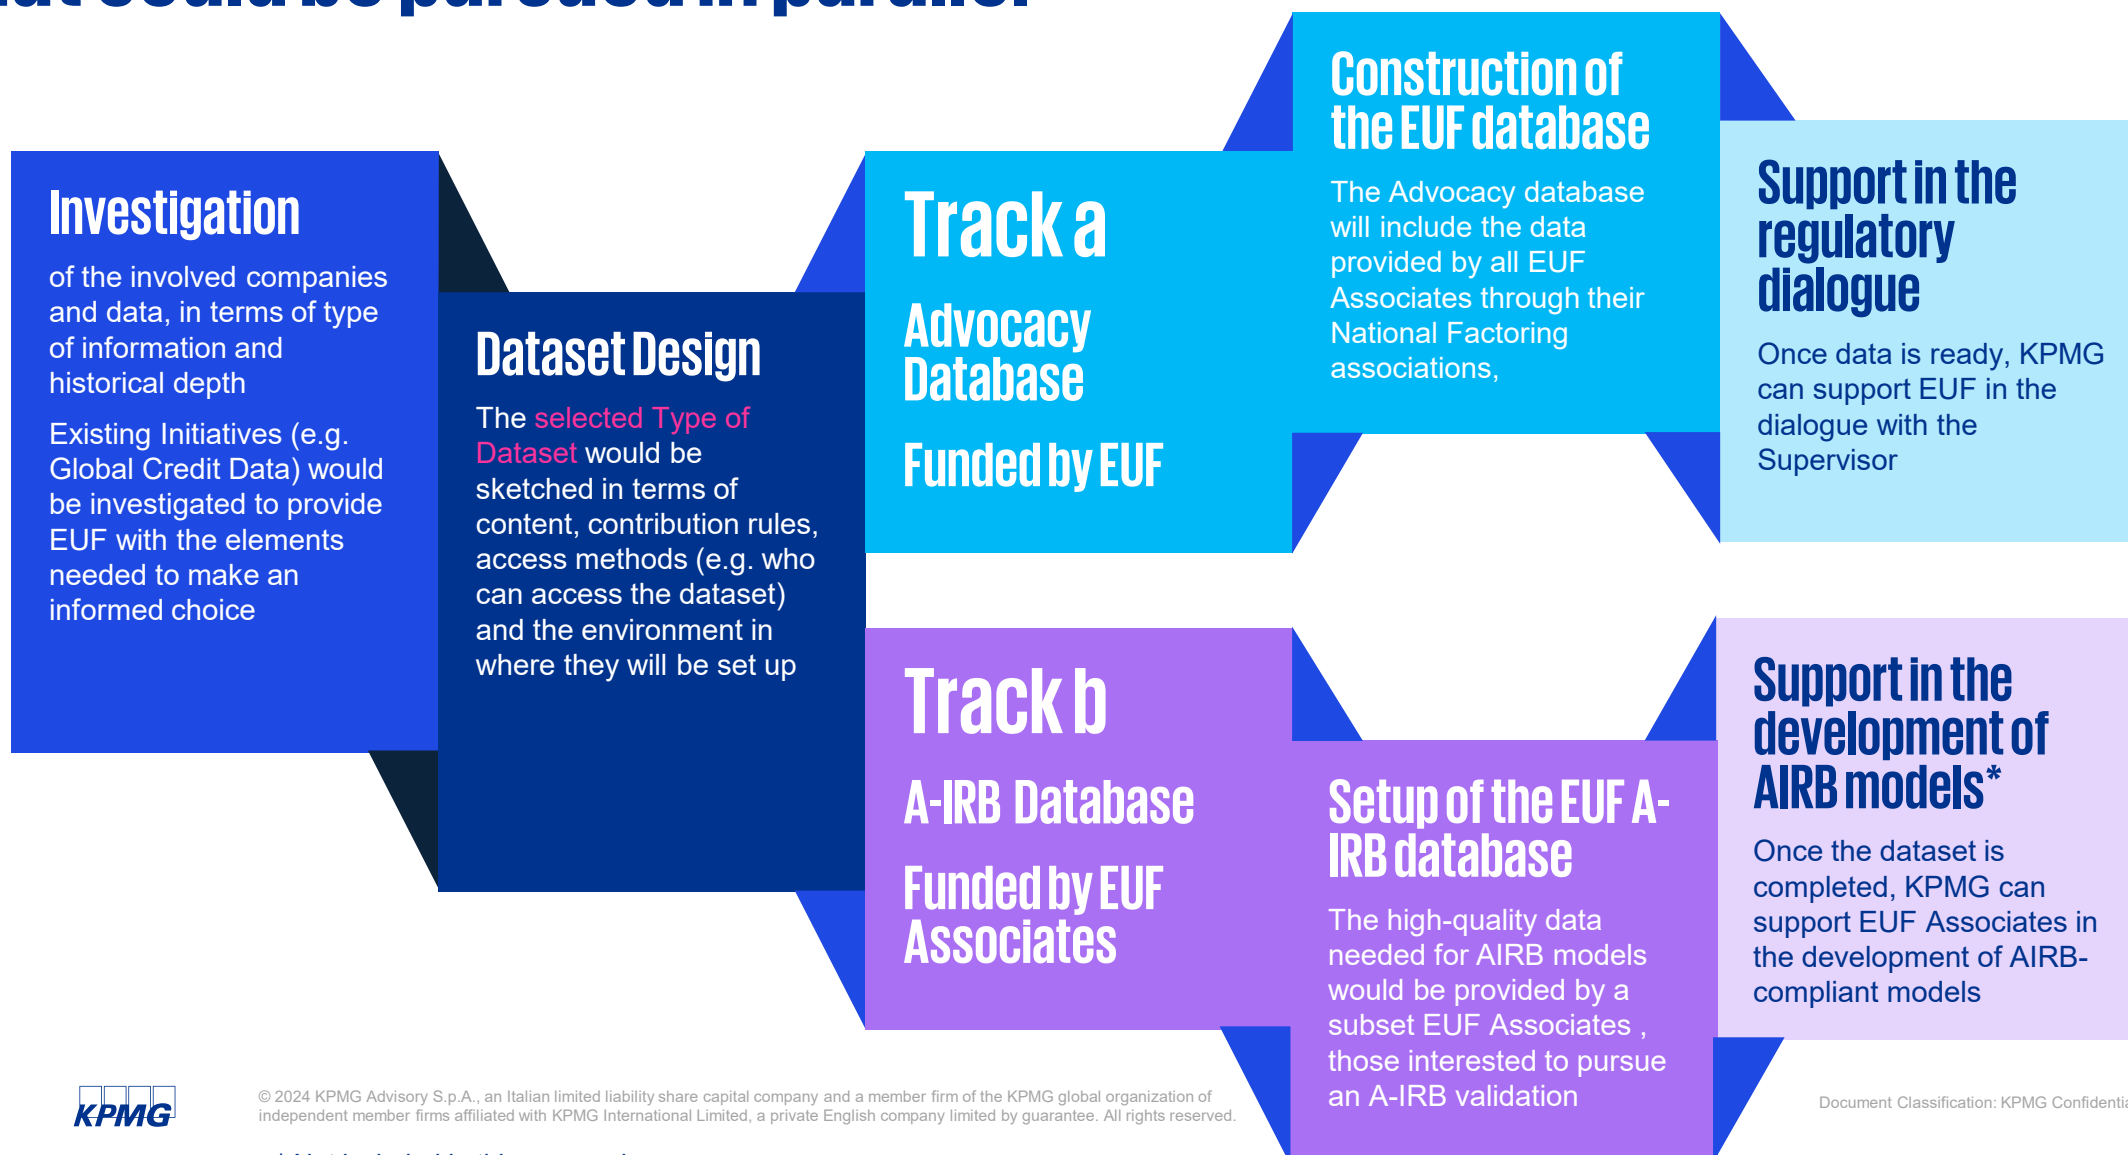 could be pursued in parallel
Investigation
of the involved companies
and data, in terms of type
of information and
historical depth
Existing Initiatives (e.g.
Global Credit Data) would
be investigated to provide
EUF with the elements
needed to make an
informed choice
Dataset Design
The selected Type of
Dataset would be
sketched in terms of
content, contribution rules,
access methods (e.g. who
can access the dataset)
and the environment in
where they will be set up
Track a
Advocacy
Database
Funded by EUF
Construction of
the EUF database
The Advocacy database
will include the data
provided by all EUF
Associates through their
National Factoring
associations,
Support in the
regulatory
dialogue
Once data is ready, KPMG
can support EUF in the
dialogue with the
Supervisor
Track b
A-IRB Database
Funded by EUF
Associates
Setup of the EUF A-
IRB database
The high-quality data
needed for AIRB models
would be provided by a
subset EUF Associates ,
those interested to pursue
an A-IRB validation
Support in the
development of
AIRB models*
Once the dataset is
completed, KPMG can
support EUF Associates in
the development of AIRB-
compliant models
KPMG
© 2024 KPMG Advisory S.p.A., an Italian limited liability share capital company and a member firm of the KPMG global organization of
independent member firms affiliated with KPMG International Limited, a private English company limited by guarantee. All rights reserved.
Document Classification: KPMG Confidentia